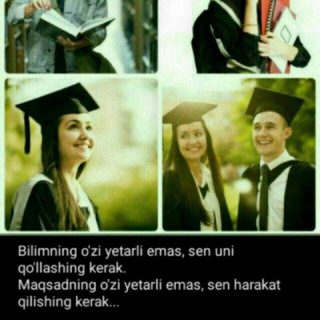 Bilimning o'zi yetarli emas, sen uni
qo'llashing kerak.
Maqsadning o'zi yetarli emas, sen harakat
qilishing kerak...